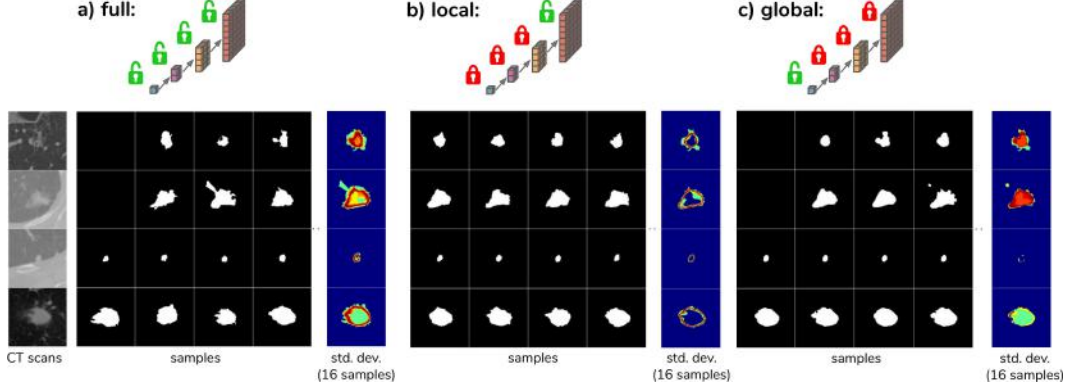 a) full:
b) local:
c) global:
CT scans
samples
std. dev.
(16 samples)
samples
std. dev.
(16 samples)
samples
std. dev.
(16 samples)